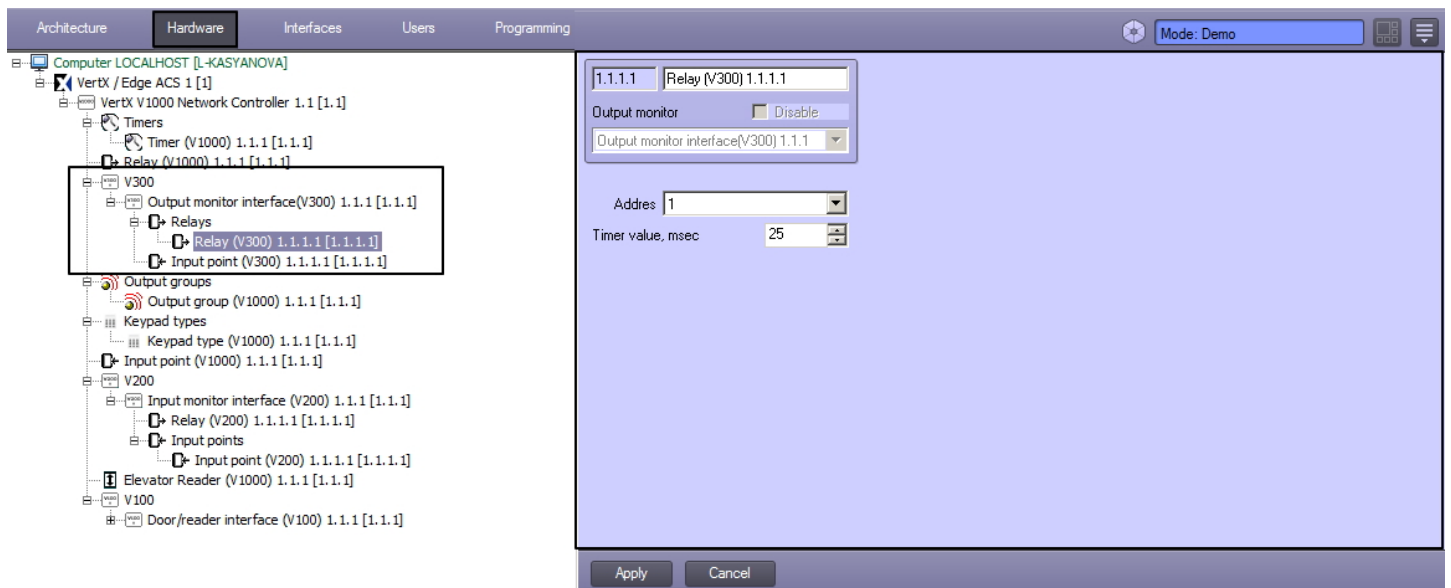 Architecture Hardware Interfaces Users Programming Mode: Demo
Computer LOCALHOST [L-KASYANOVA]
VertX / Edge ACS 1 [1]
VertX V1000 Network Controller 1.1 [1.1]
Timers
Timer (V1000) 1.1.1 [1.1.1]
Relay (V1000) 1.1.1 [1.1.1]
V300
Output monitor interface(V300) 1.1.1 [1.1.1]
Relays
Relay (V300) 1.1.1.1 [1.1.1.1]
Input point (V300) 1.1.1.1 [1.1.1.1]
Output groups
Output group (V1000) 1.1.1 [1.1.1]
Keypad types
Keypad type (V1000) 1.1.1 [1.1.1]
Input point (V1000) 1.1.1 [1.1.1]
V200
Input monitor interface (V200) 1.1.1 [1.1.1]
Relay (V200) 1.1.1.1 [1.1.1.1]
Input points
Input point (V200) 1.1.1.1 [1.1.1.1]
Elevator Reader (V1000) 1.1.1 [1.1.1]
V100
Door/reader interface (V100) 1.1.1 [1.1.1]
1.1.1.1 Relay (V300) 1.1.1.1
Output monitor Disable
Output monitor interface(V300) 1.1.1
Addres 1
Timer value, msec 25
Apply Cancel